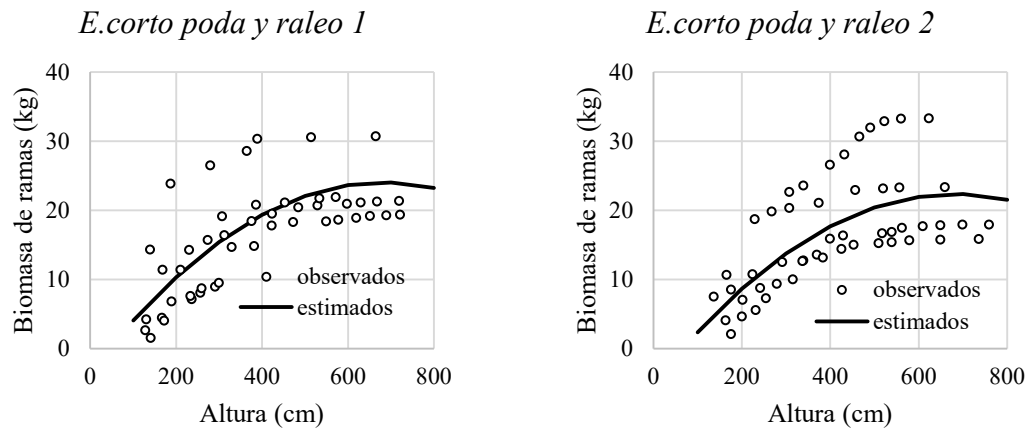 E.corto poda y raleo 1
Biomasa de ramas (kg)
40
30
20
10
0
observados
estimados
0 200 400 600 800
Altura (cm)
E.corto poda y raleo 2
Biomasa de ramas (kg)
40
30
20
10
0
observados
estimados
0 200 400 600 800
Altura (cm)